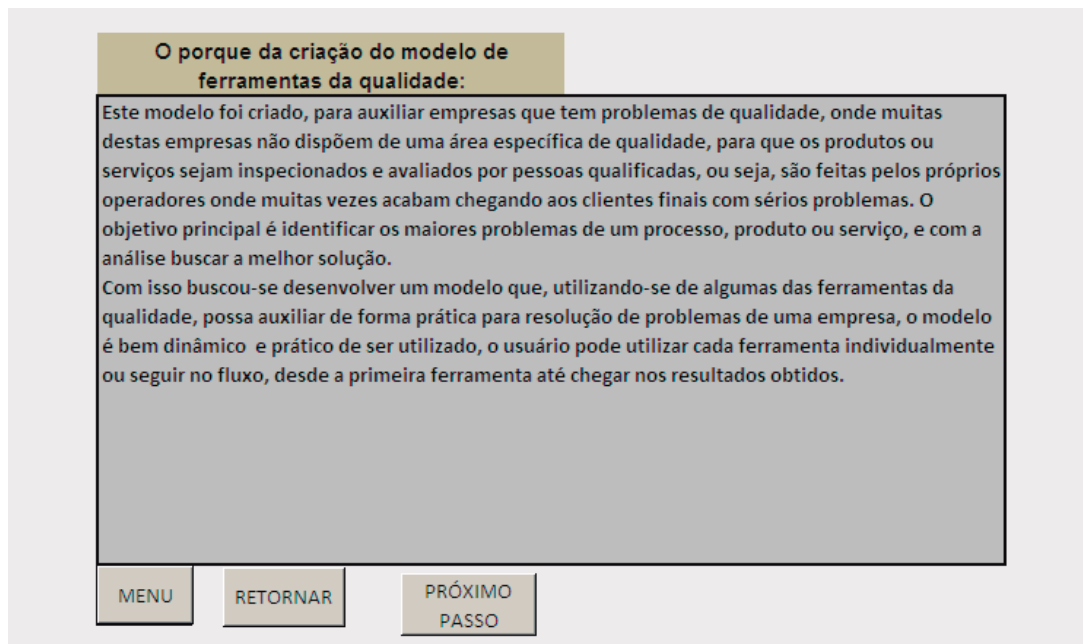 O porque da criação do modelo de
ferramentas da qualidade:
Este modelo foi criado, para auxiliar empresas que tem problemas de qualidade, onde muitas
destas empresas não dispõem de uma área específica de qualidade, para que os produtos ou
serviços sejam inspecionados e avaliados por pessoas qualificadas, ou seja, são feitas pelos próprios
operadores onde muitas vezes acabam chegando aos clientes finais com sérios problemas. O
objetivo principal é identificar os maiores problemas de um processo, produto ou serviço, e com a
análise buscar a melhor solução.
Com isso buscou-se desenvolver um modelo que, utilizando-se de algumas das ferramentas da
qualidade, possa auxiliar de forma prática para resolução de problemas de uma empresa, o modelo
é bem dinâmico e prático de ser utilizado, o usuário pode utilizar cada ferramenta individualmente
ou seguir no fluxo, desde a primeira ferramenta até chegar nos resultados obtidos.
MENU
RETORNAR
PRÓXIMO
PASSO